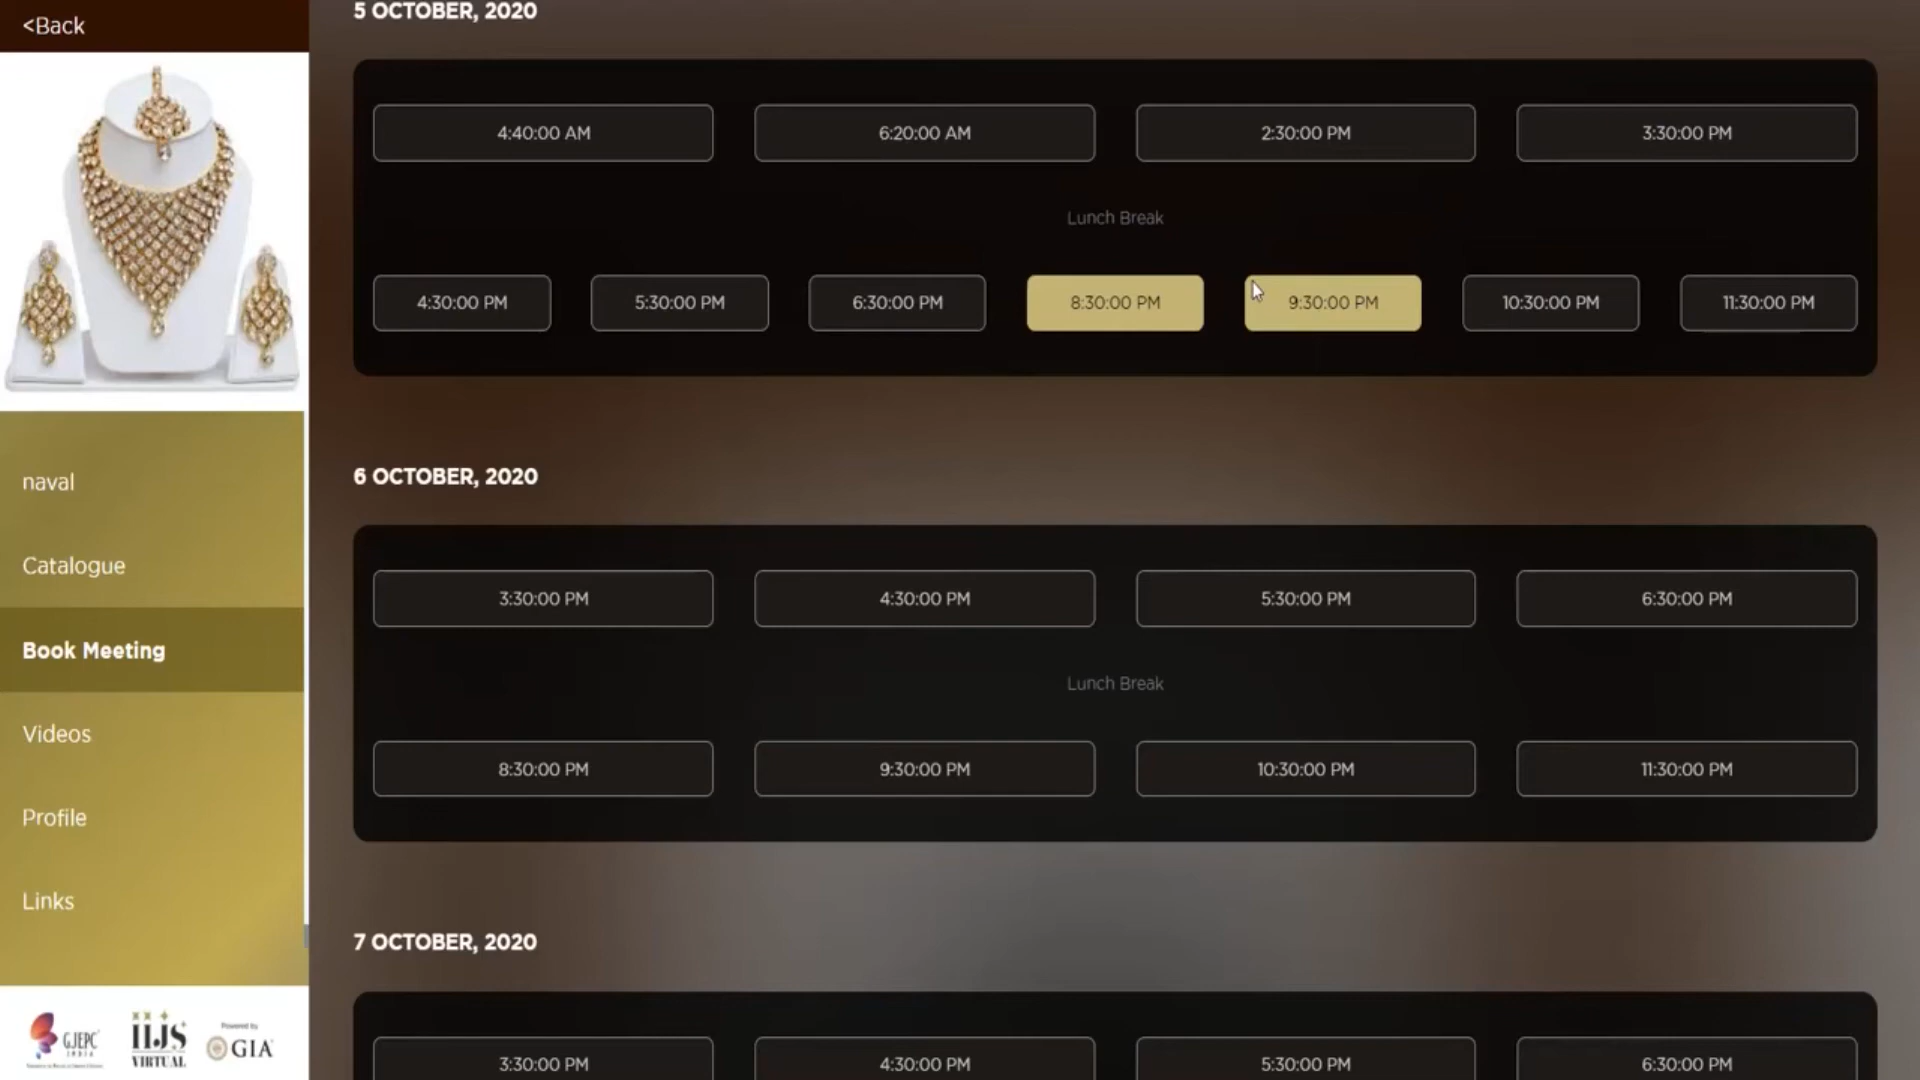 <Back
5 OCTOBER, 2020
4:40:00 AM
6:20:00 AM
2:30:00 PM
3:30:00 PM
Lunch Break
4:30:00 PM
5:30:00 PM
6:30:00 PM
8:30:00 PM
9:30:00 PM
10:30:00 PM
11:30:00 PM
naval
Catalogue
Book Meeting
Videos
Profile
Links
6 OCTOBER, 2020
3:30:00 PM
4:30:00 PM
5:30:00 PM
6:30:00 PM
Lunch Break
8:30:00 PM
9:30:00 PM
10:30:00 PM
11:30:00 PM
7 OCTOBER, 2020
3:30:00 PM
4:30:00 PM
5:30:00 PM
6:30:00 PM
GJEPC
INDIA
IIJS
VIRTUAL
Powered by
GIA